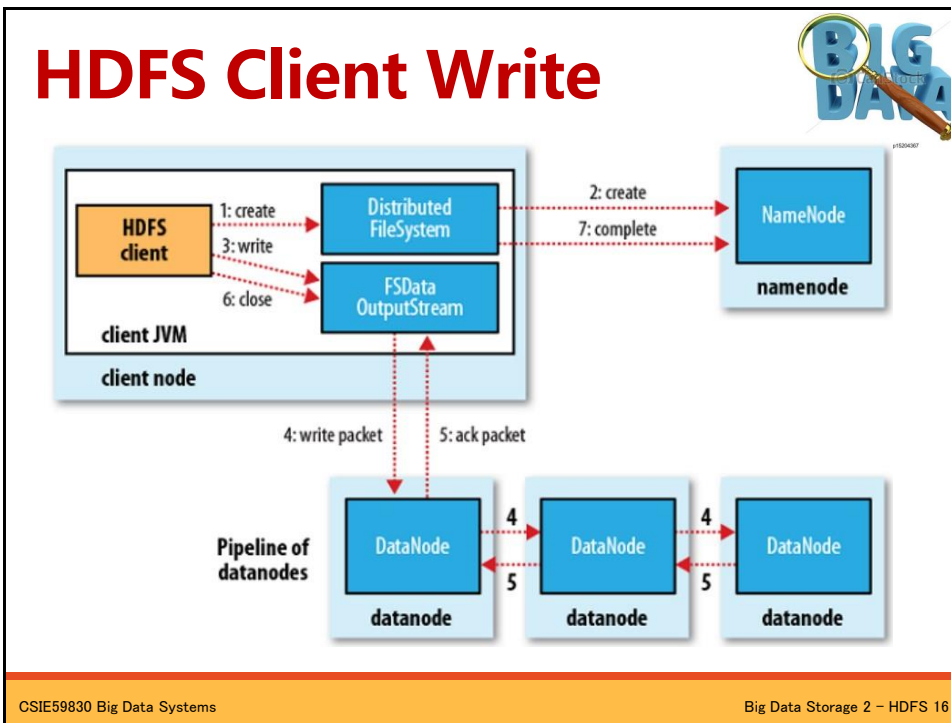 HDFS Client Write
BIG
DATA
p15204367
HDFS
client
1: create
3: write
6: close
Distributed
FileSystem
FSData
OutputStream
client JVM
client node
2: create
7: complete
NameNode
namenode
4: write packet
5: ack packet
Pipeline of
datanodes
DataNode
datanode
4
5
DataNode
datanode
4
5
DataNode
datanode
CSIE59830 Big Data Systems
Big Data Storage 2 – HDFS 16